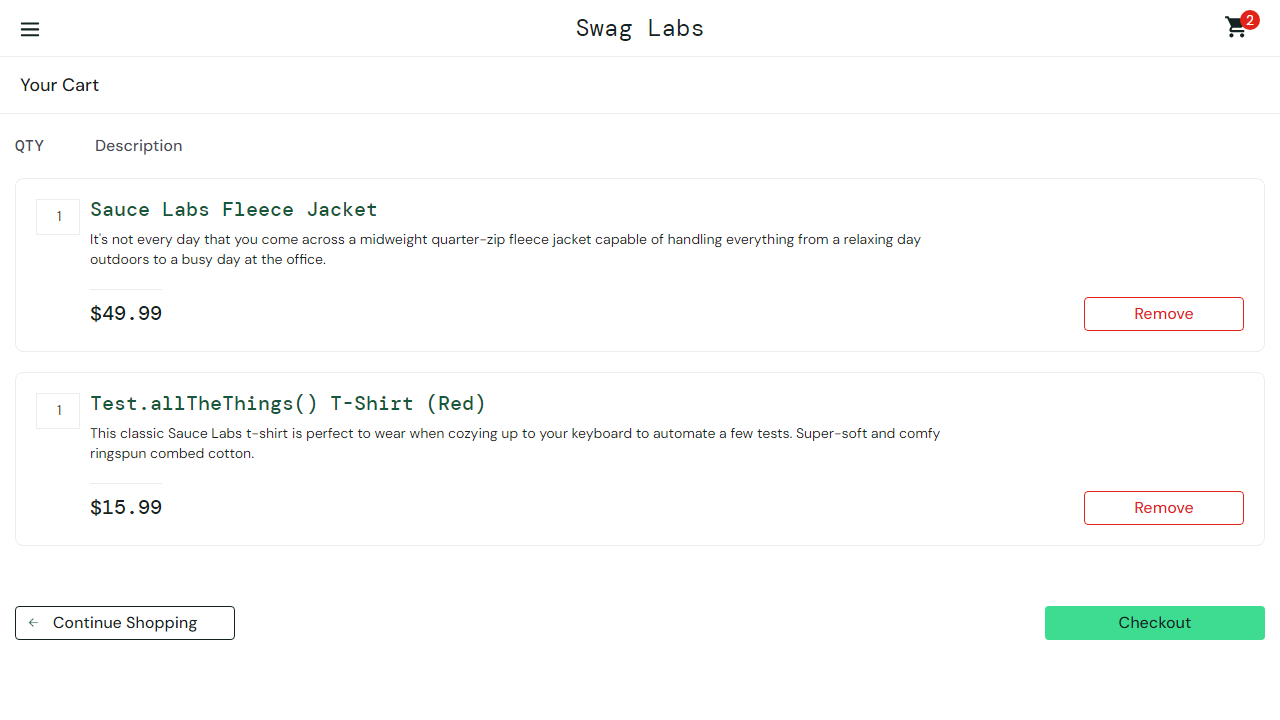 Swag Labs
2
Your Cart
QTY Description
1 Sauce Labs Fleece Jacket
It's not every day that you come across a midweight quarter-zip fleece jacket capable of handling everything from a relaxing day
outdoors to a busy day at the office.
$49.99 Remove
1 Test.allTheThings() T-Shirt (Red)
This classic Sauce Labs t-shirt is perfect to wear when cozying up to your keyboard to automate a few tests. Super-soft and comfy
ringspun combed cotton.
$15.99 Remove
Continue Shopping Checkout